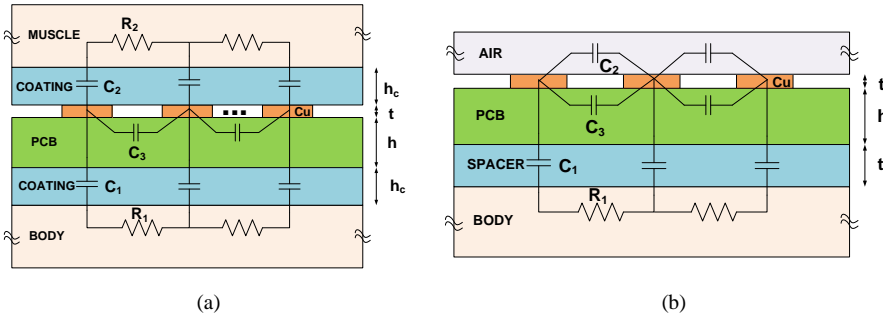 R2
MUSCLE
COATING C2 hc
Cu t
PCB C3 h
COATING C1 hc
R1
BODY
(a)
AIR C2
Cu t
PCB C3 h
SPACER C1 t
R1
BODY
(b)